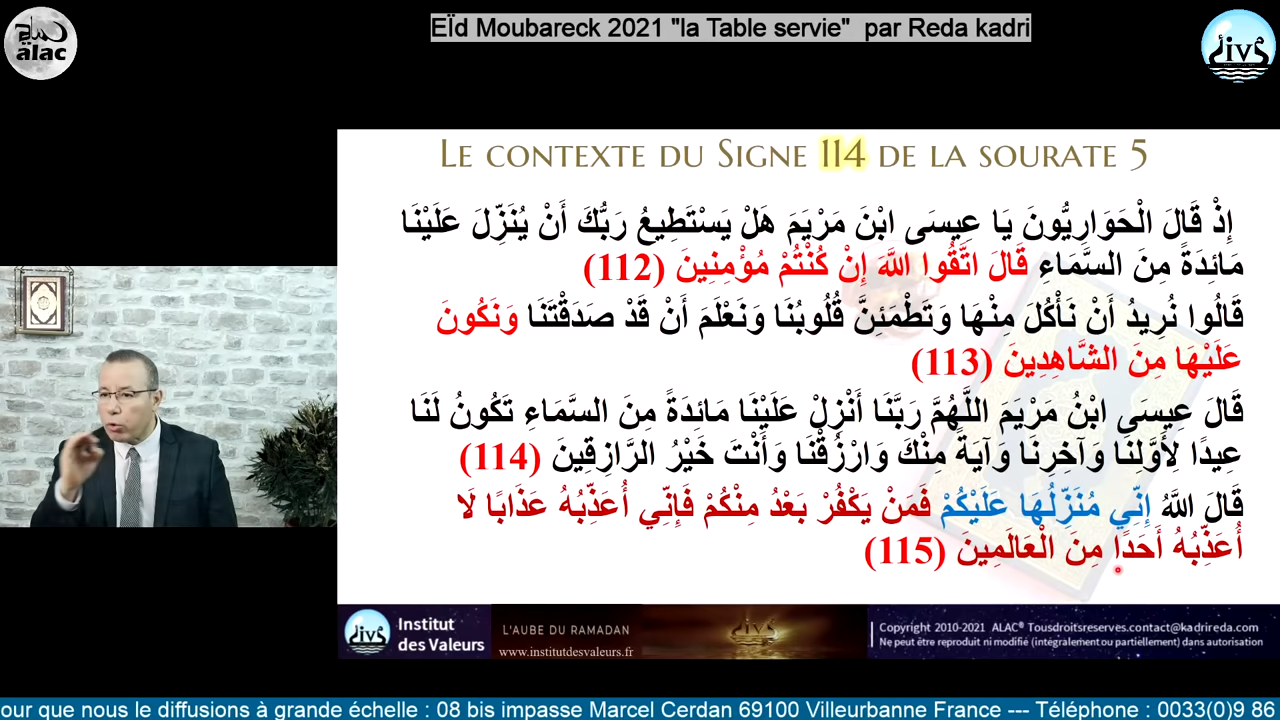 EÏd Moubareck 2021 "la Table servie" par Reda kadri
älac
Le contexte du Signe 114 de la sourate 5
إِذْ قَالَ الْحَوَارِيُّونَ يَا عِيسَى ابْنَ مَرْيَمَ هَلْ يَسْتَطِيعُ رَبُّكَ أَنْ يُنَزِّلَ عَلَيْنَا
مَائِدَةً مِنَ السَّمَاءِ قَالَ اتَّقُوا اللَّهَ إِنْ كُنْتُمْ مُؤْمِنِينَ (112)
قَالُوا نُرِيدُ أَنْ نَأْكُلَ مِنْهَا وَتَطْمَئِنَّ قُلُوبُنَا وَنَعْلَمَ أَنْ قَدْ صَدَقْتَنَا وَنَكُونَ
عَلَيْهَا مِنَ الشَّاهِدِينَ (113)
قَالَ عِيسَى ابْنُ مَرْيَمَ اللَّهُمَّ رَبَّنَا أَنْزِلْ عَلَيْنَا مَائِدَةً مِنَ السَّمَاءِ تَكُونُ لَنَا
عِيدًا لِأَوَّلِنَا وَآخِرِنَا وَآيَةً مِنْكَ وَارْزُقْنَا وَأَنْتَ خَيْرُ الرَّازِقِينَ (114)
قَالَ اللَّهُ إِنِّي مُنَزِّلُهَا عَلَيْكُمْ فَمَنْ يَكْفُرْ بَعْدُ مِنْكُمْ فَإِنِّي أُعَذِّبُهُ عَذَابًا لَا
أُعَذِّبُهُ أَحَدًا مِنَ الْعَالَمِينَ (115)
Institut
des Valeurs
L'AUBE DU RAMADAN
www.institutdesvaleurs.fr
Copyright 2010-2021 ALAC® Tousdroitsreserves.contact@kadrireda.com
Ne peut être reproduit ni modifié (intégralement ou partiellement) dans autorisation
our que nous le diffusions à grande échelle : 08 bis impasse Marcel Cerdan 69100 Villeurbanne France --- Téléphone : 0033(0)9 86